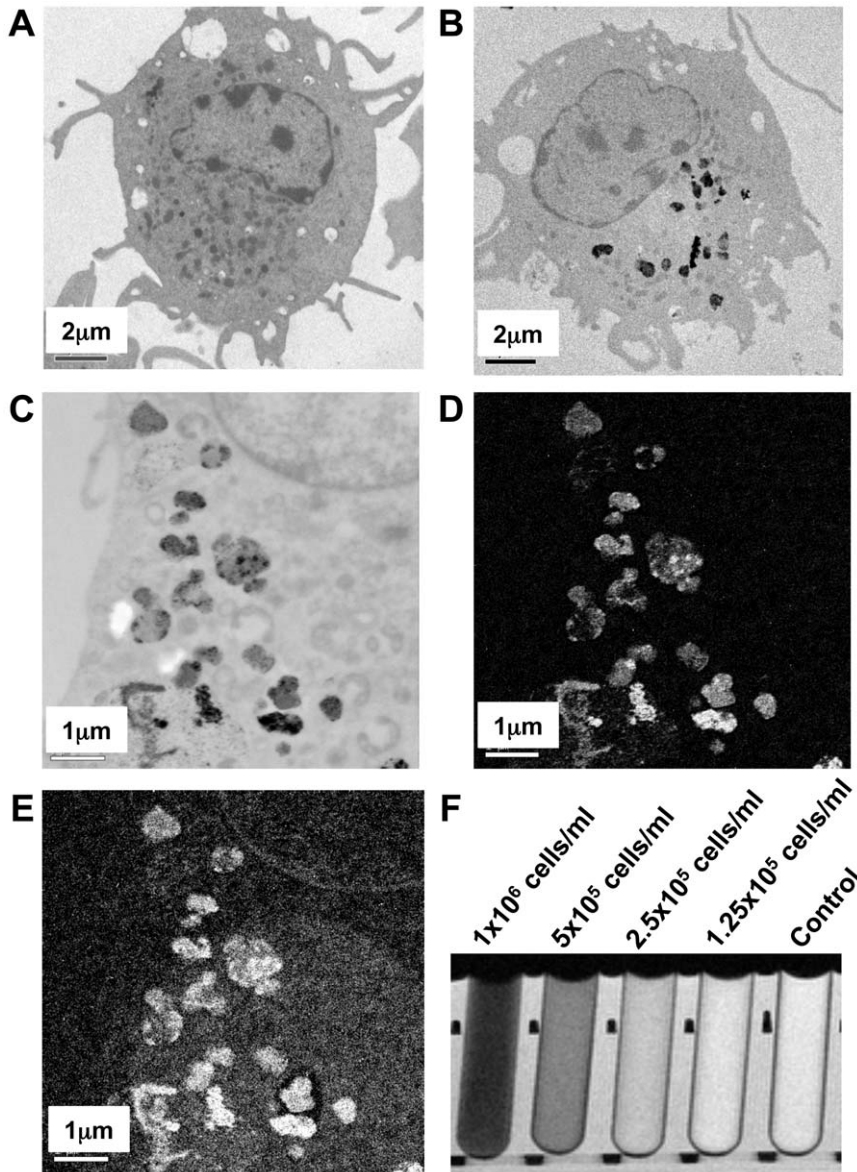 A
B
2μm
2μm
C
D
1μm
1μm
E
F
1x10⁶ cells/ml
5x10⁵ cells/ml
2.5x10⁵ cells/ml
1.25x10⁵ cells/ml
Control
1μm